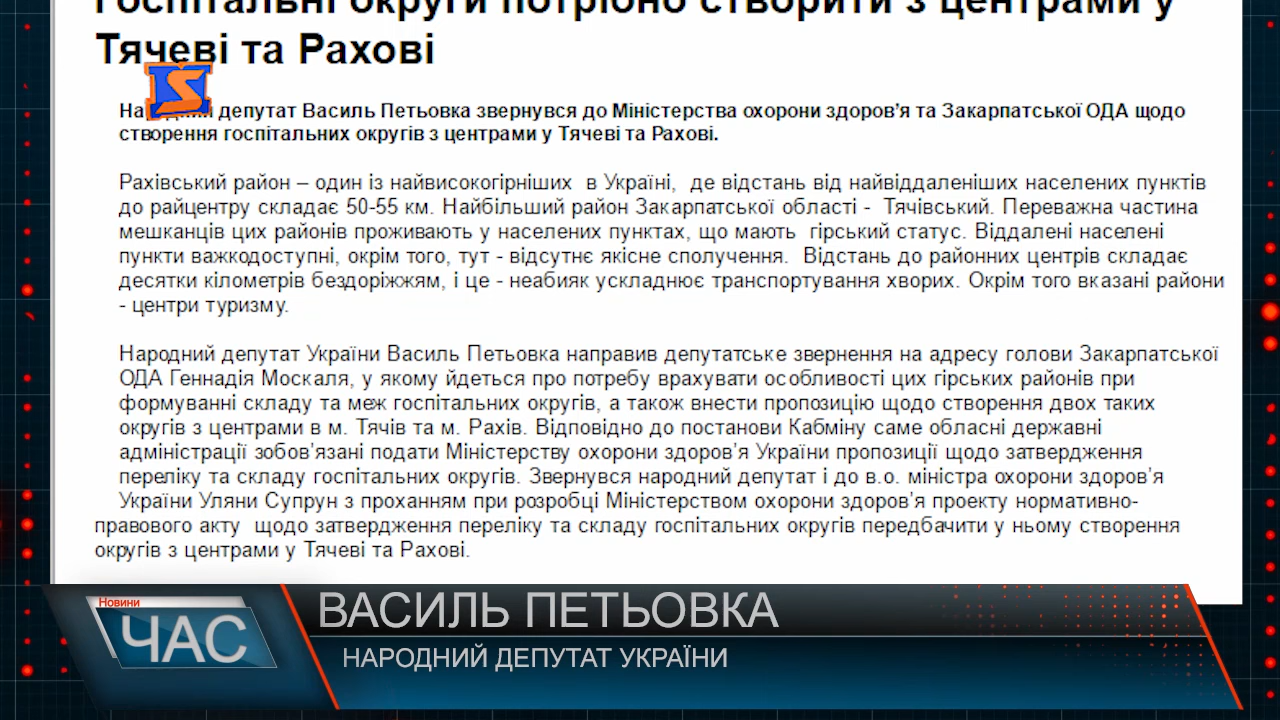 Госпітальні округи потрібно створити з центрами у
Тячеві та Рахові
Народний депутат Василь Петьовка звернувся до Міністерства охорони здоров’я та Закарпатської ОДА щодо
створення госпітальних округів з центрами у Тячеві та Рахові.
Рахівський район – один із найвисокогірніших в Україні, де відстань від найвіддаленіших населених пунктів
до райцентру складає 50-55 км. Найбільший район Закарпатської області - Тячівський. Переважна частина
мешканців цих районів проживають у населених пунктах, що мають гірський статус. Віддалені населені
пункти важкодоступні, окрім того, тут - відсутнє якісне сполучення. Відстань до районних центрів складає
десятки кілометрів бездоріжжям, і це - неабияк ускладнює транспортування хворих. Окрім того вказані райони
- центри туризму.
Народний депутат України Василь Петьовка направив депутатське звернення на адресу голови Закарпатської
ОДА Геннадія Москаля, у якому йдеться про потребу врахувати особливості цих гірських районів при
формуванні складу та меж госпітальних округів, а також внести пропозицію щодо створення двох таких
округів з центрами в м. Тячів та м. Рахів. Відповідно до постанови Кабміну саме обласні державні
адміністрації зобов’язані подати Міністерству охорони здоров’я України пропозиції щодо затвердження
переліку та складу госпітальних округів. Звернувся народний депутат і до в.о. міністра охорони здоров’я
України Уляни Супрун з проханням при розробці Міністерством охорони здоров’я проекту нормативно-
правового акту щодо затвердження переліку та складу госпітальних округів передбачити у ньому створення
округів з центрами у Тячеві та Рахові.
Новини
ЧАС
ВАСИЛЬ ПЕТЬОВКА
НАРОДНИЙ ДЕПУТАТ УКРАЇНИ